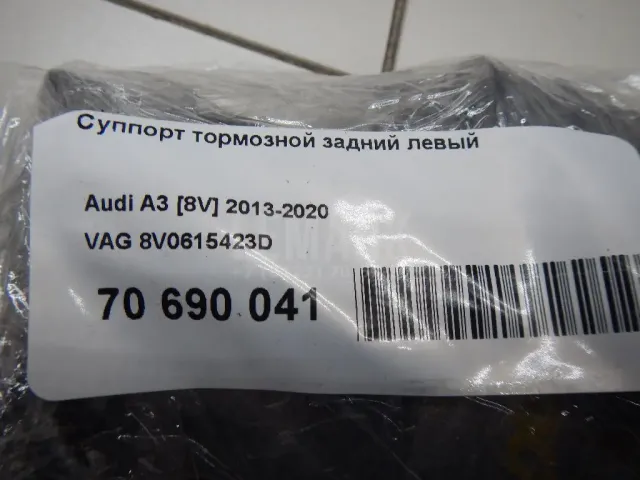 Суппорт тормозной задний левый
Audi A3 [8V] 2013-2020
VAG 8V0615423D
70 690 041